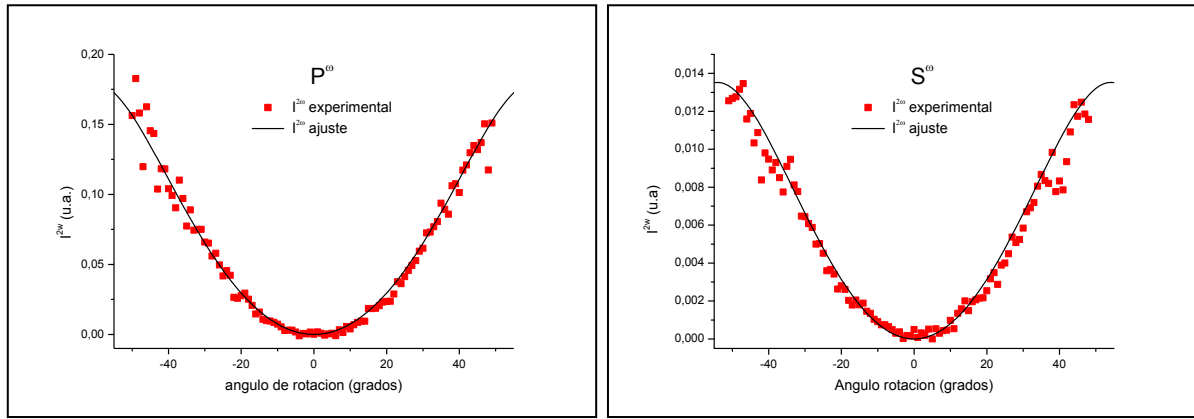 P^ω
I^2ω experimental
I^2ω ajuste
I^2w (u.a.)
0,20
0,15
0,10
0,05
0,00
-40 -20 0 20 40
angulo de rotacion (grados)
S^ω
I^2ω experimental
I^2ω ajuste
I^2w (u.a)
0,014
0,012
0,010
0,008
0,006
0,004
0,002
0,000
-40 -20 0 20 40
Angulo rotacion (grados)